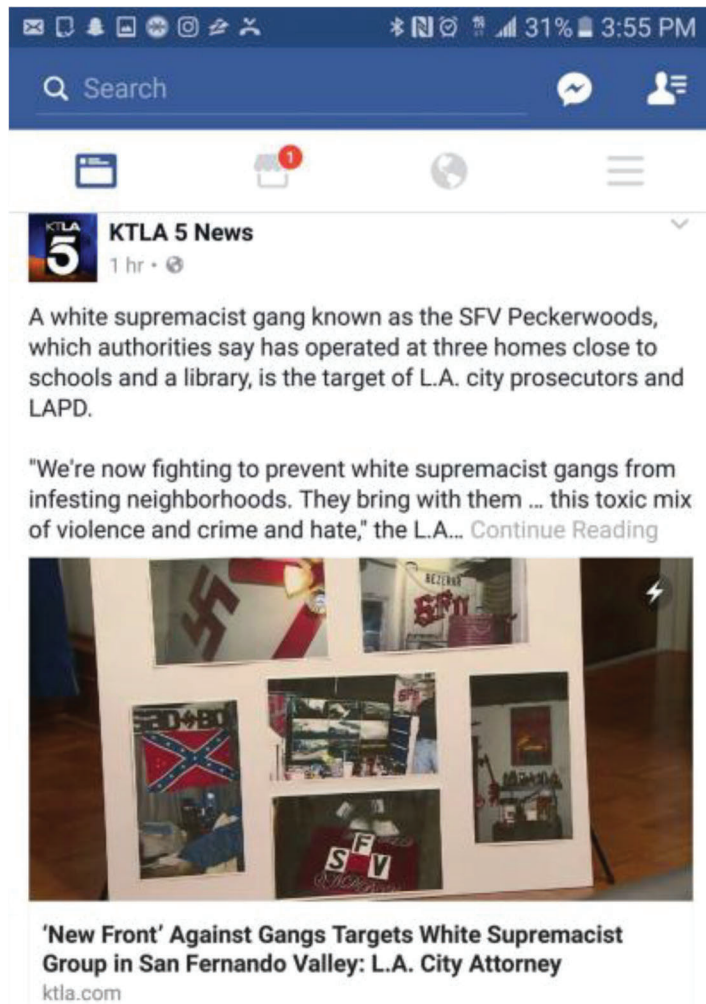 31% 3:55 PM
Search
1
KTLA
5
KTLA 5 News
1 hr
A white supremacist gang known as the SFV Peckerwoods,
which authorities say has operated at three homes close to
schools and a library, is the target of L.A. city prosecutors and
LAPD.
"We're now fighting to prevent white supremacist gangs from
infesting neighborhoods. They bring with them ... this toxic mix
of violence and crime and hate," the L.A... Continue Reading
SFV
'New Front' Against Gangs Targets White Supremacist
Group in San Fernando Valley: L.A. City Attorney
ktla.com